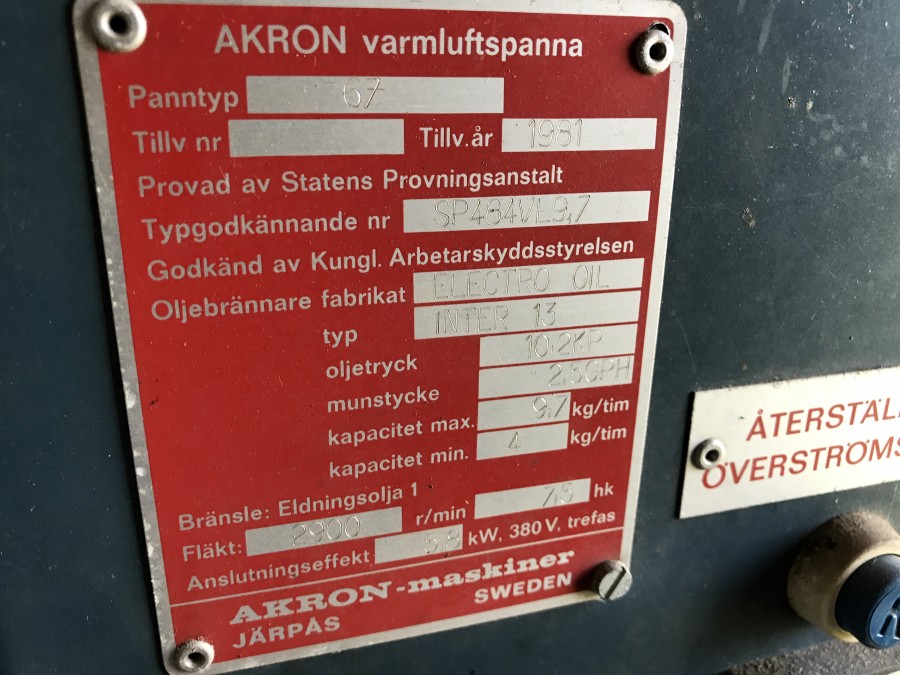 AKRON varmluftspanna
Panntyp 67
Tillv nr Tillv.år 1981
Provad av Statens Provningsanstalt
Typgodkännande nr SP484VL9,7
Godkänd av Kungl. Arbetarskyddsstyrelsen
Oljebrännare fabrikat ELECTRO OIL
typ INTER 13
oljetryck 10,2KP
munstycke 2,5GPH
kapacitet max. 9,7 kg/tim
kapacitet min. 4 kg/tim
Bränsle: Eldningsolja 1
Fläkt: 2900 r/min 7,5 hk
Anslutningseffekt 5,8 kW, 380 V, trefas
AKRON-maskiner
JÄRPÅS SWEDEN
ÅTERSTÄL
ÖVERSTRÖMS